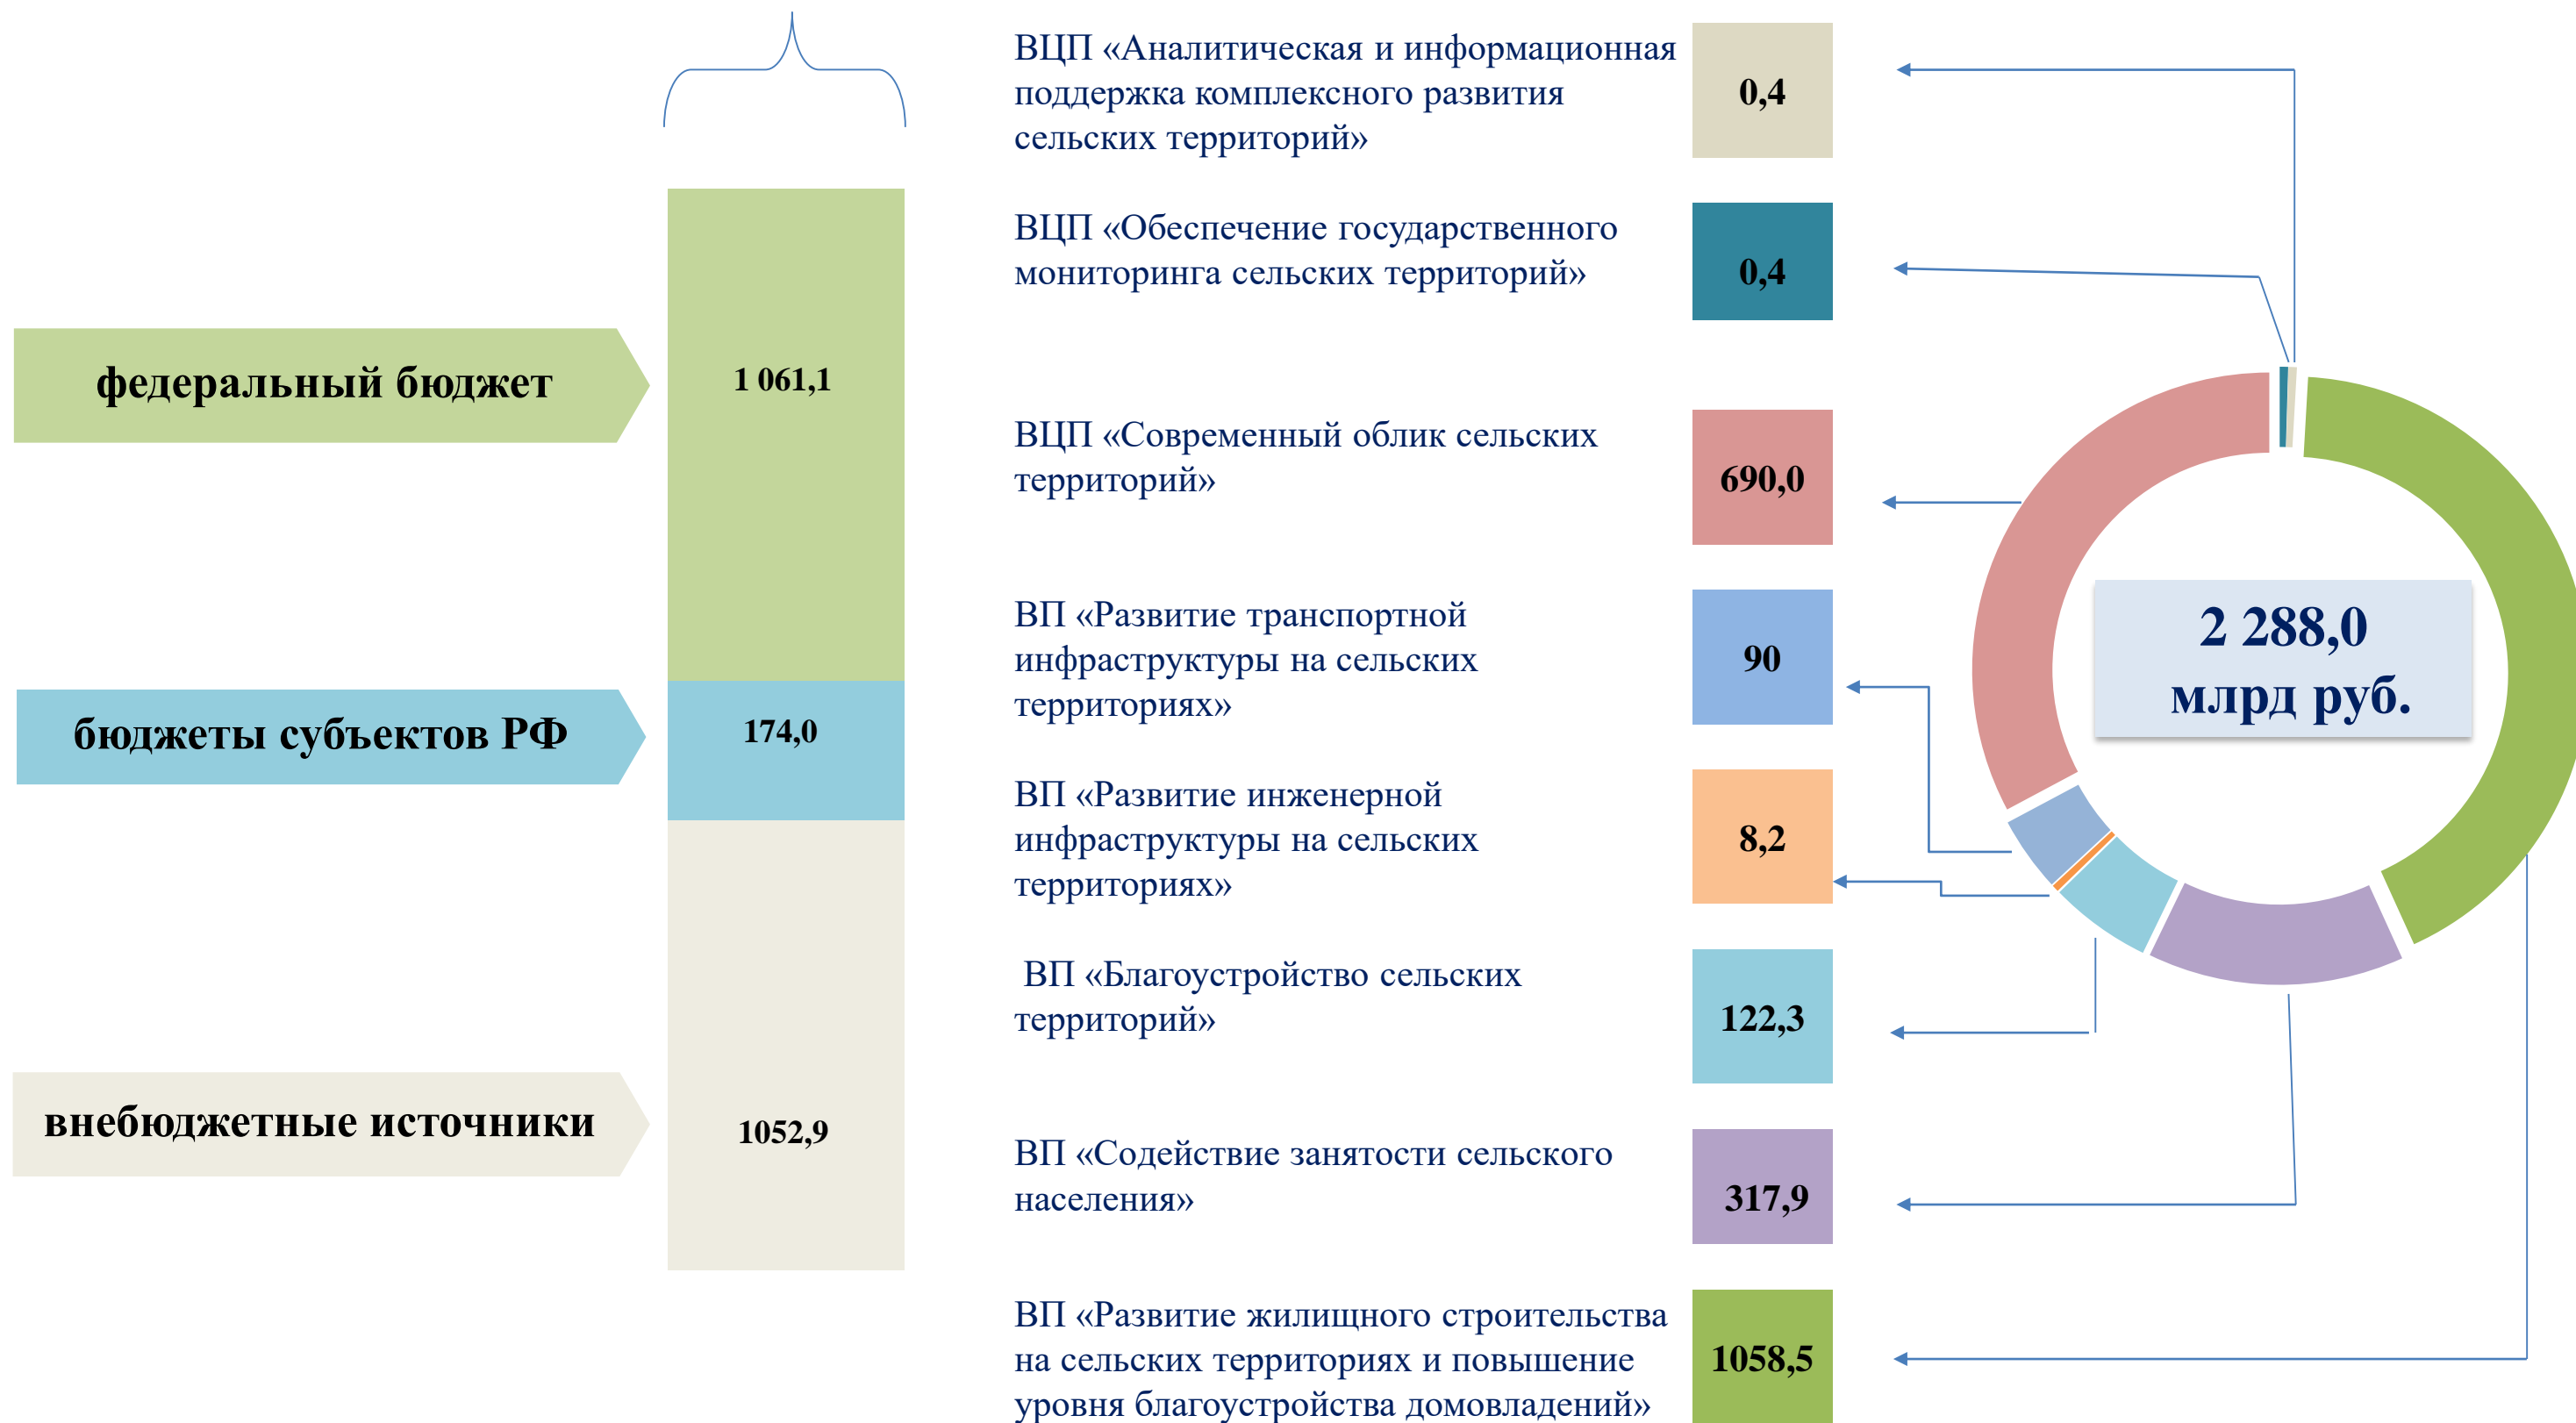 федеральный бюджет
бюджеты субъектов РФ
внебюджетные источники
1 061,1
174,0
1052,9
ВЦП «Аналитическая и информационная
поддержка комплексного развития
сельских территорий»
0,4
ВЦП «Обеспечение государственного
мониторинга сельских территорий»
0,4
ВЦП «Современный облик сельских
территорий»
690,0
ВП «Развитие транспортной
инфраструктуры на сельских
территориях»
90
ВП «Развитие инженерной
инфраструктуры на сельских
территориях»
8,2
ВП «Благоустройство сельских
территорий»
122,3
ВП «Содействие занятости сельского
населения»
317,9
ВП «Развитие жилищного строительства
на сельских территориях и повышение
уровня благоустройства домовладений»
1058,5
2 288,0
млрд руб.